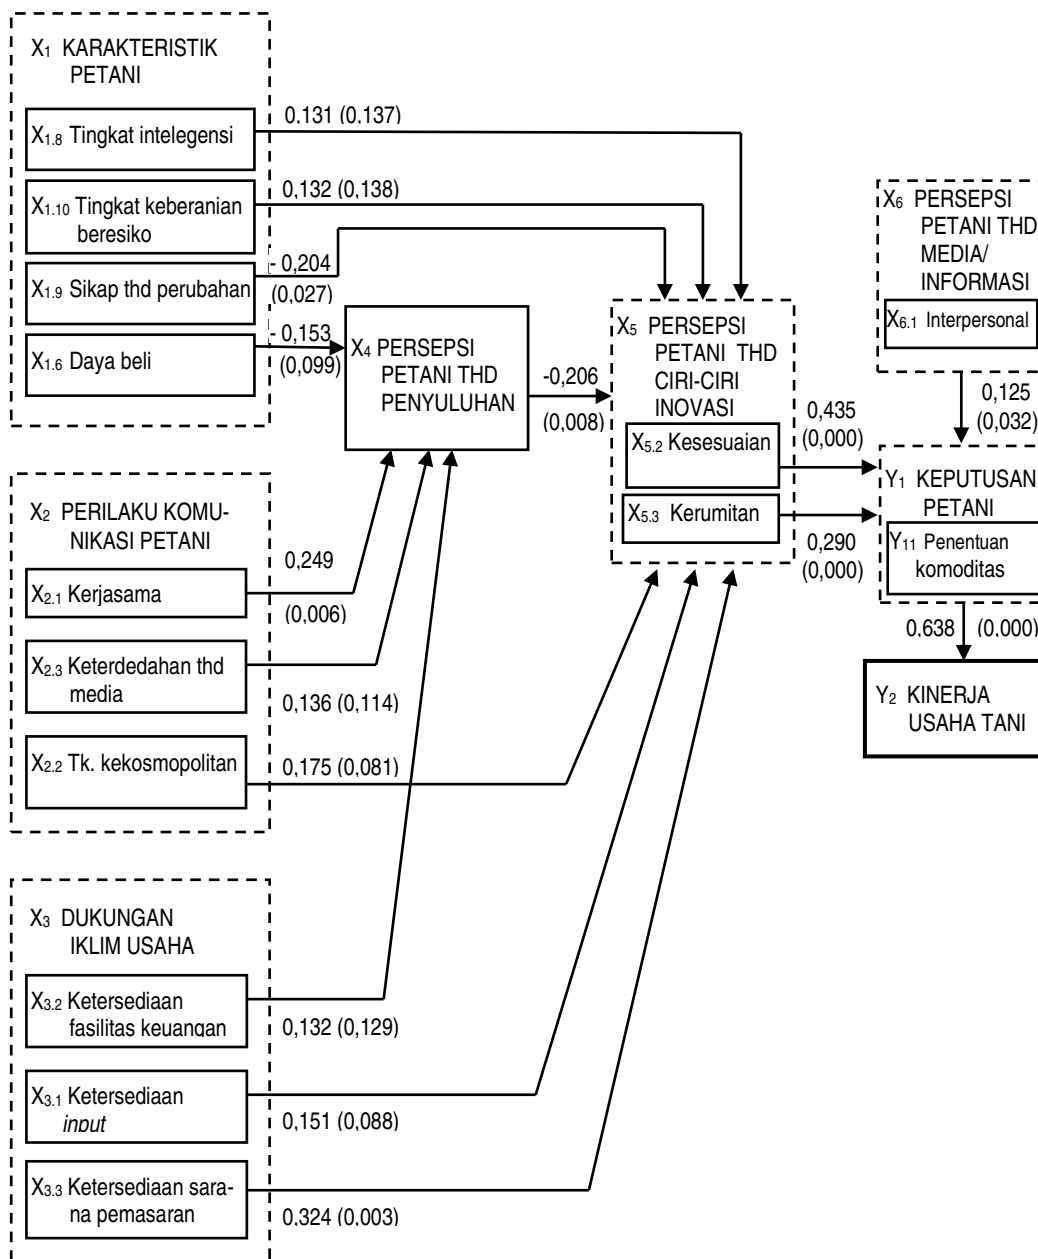 X1 KARAKTERISTIK
PETANI
X1.8 Tingkat intelegensi
0,131 (0,137)
X1.10 Tingkat keberanian
beresiko
0,132 (0,138)
X1.9 Sikap thd perubahan
- 0,204
(0,027)
X1.6 Daya beli
- 0,153
(0,099)
X2 PERILAKU KOMU-
NIKASI PETANI
X2.1 Kerjasama
0,249
(0,006)
X2.3 Keterdedahan thd
media
0,136 (0,114)
X2.2 Tk. kekosmopolitan
0,175 (0,081)
X3 DUKUNGAN
IKLIM USAHA
X3.2 Ketersediaan
fasilitas keuangan
0,132 (0,129)
X3.1 Ketersediaan
input
0,151 (0,088)
X3.3 Ketersediaan sara-
na pemasaran
0,324 (0,003)
X4 PERSEPSI
PETANI THD
PENYULUHAN
-0,206
(0,008)
X5 PERSEPSI
PETANI THD
CIRI-CIRI
INOVASI
X5.2 Kesesuaian
0,435
(0,000)
X5.3 Kerumitan
0,290
(0,000)
X6 PERSEPSI
PETANI THD
MEDIA/
INFORMASI
X6.1 Interpersonal
0,125
(0,032)
Y1 KEPUTUSAN
PETANI
Y11 Penentuan
komoditas
0,638 (0,000)
Y2 KINERJA
USAHA TANI